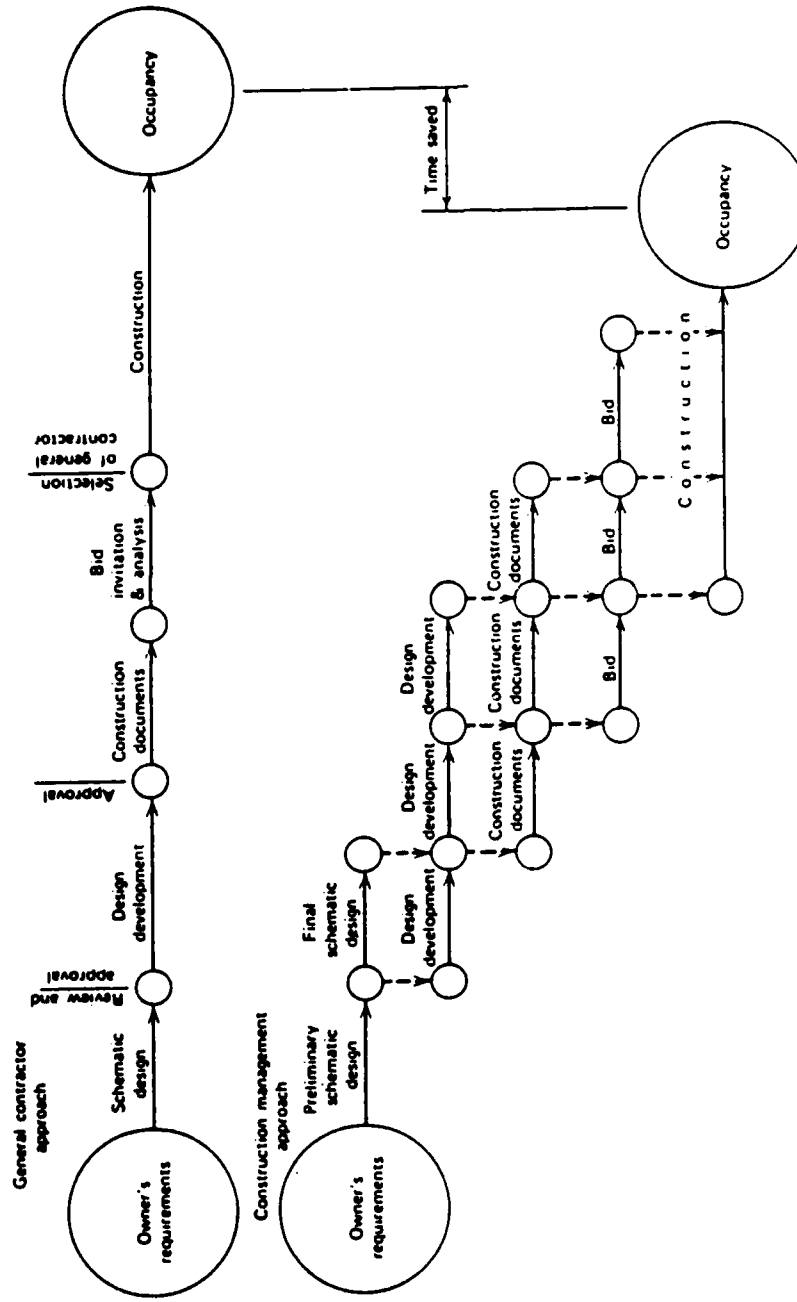 General contractor
approach
Owner's
requirements
Schematic
design
Review and
approval
Design
development
Approval
Construction
documents
Bid
invitation
& analysis
Selection
of general
contractor
Construction
Occupancy
Time saved
Construction management
approach
Owner's
requirements
Preliminary
schematic
design
Final
schematic
design
Design
development
Design
development
Design
development
Construction
documents
Construction
documents
Construction
documents
Bid
Bid
Bid
Construction
Occupancy